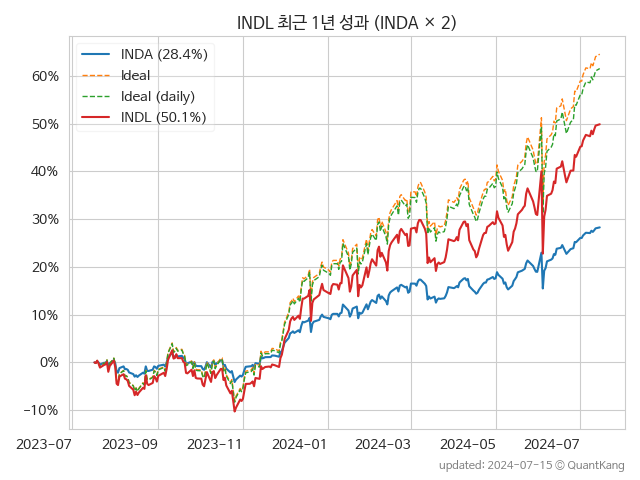 INDL 최근 1년 성과 (INDA × 2)
INDA (28.4%)
Ideal
Ideal (daily)
INDL (50.1%)
60%
50%
40%
30%
20%
10%
0%
−10%
2023-07
2023-09
2023-11
2024-01
2024-03
2024-05
2024-07
updated: 2024-07-15 © QuantKang